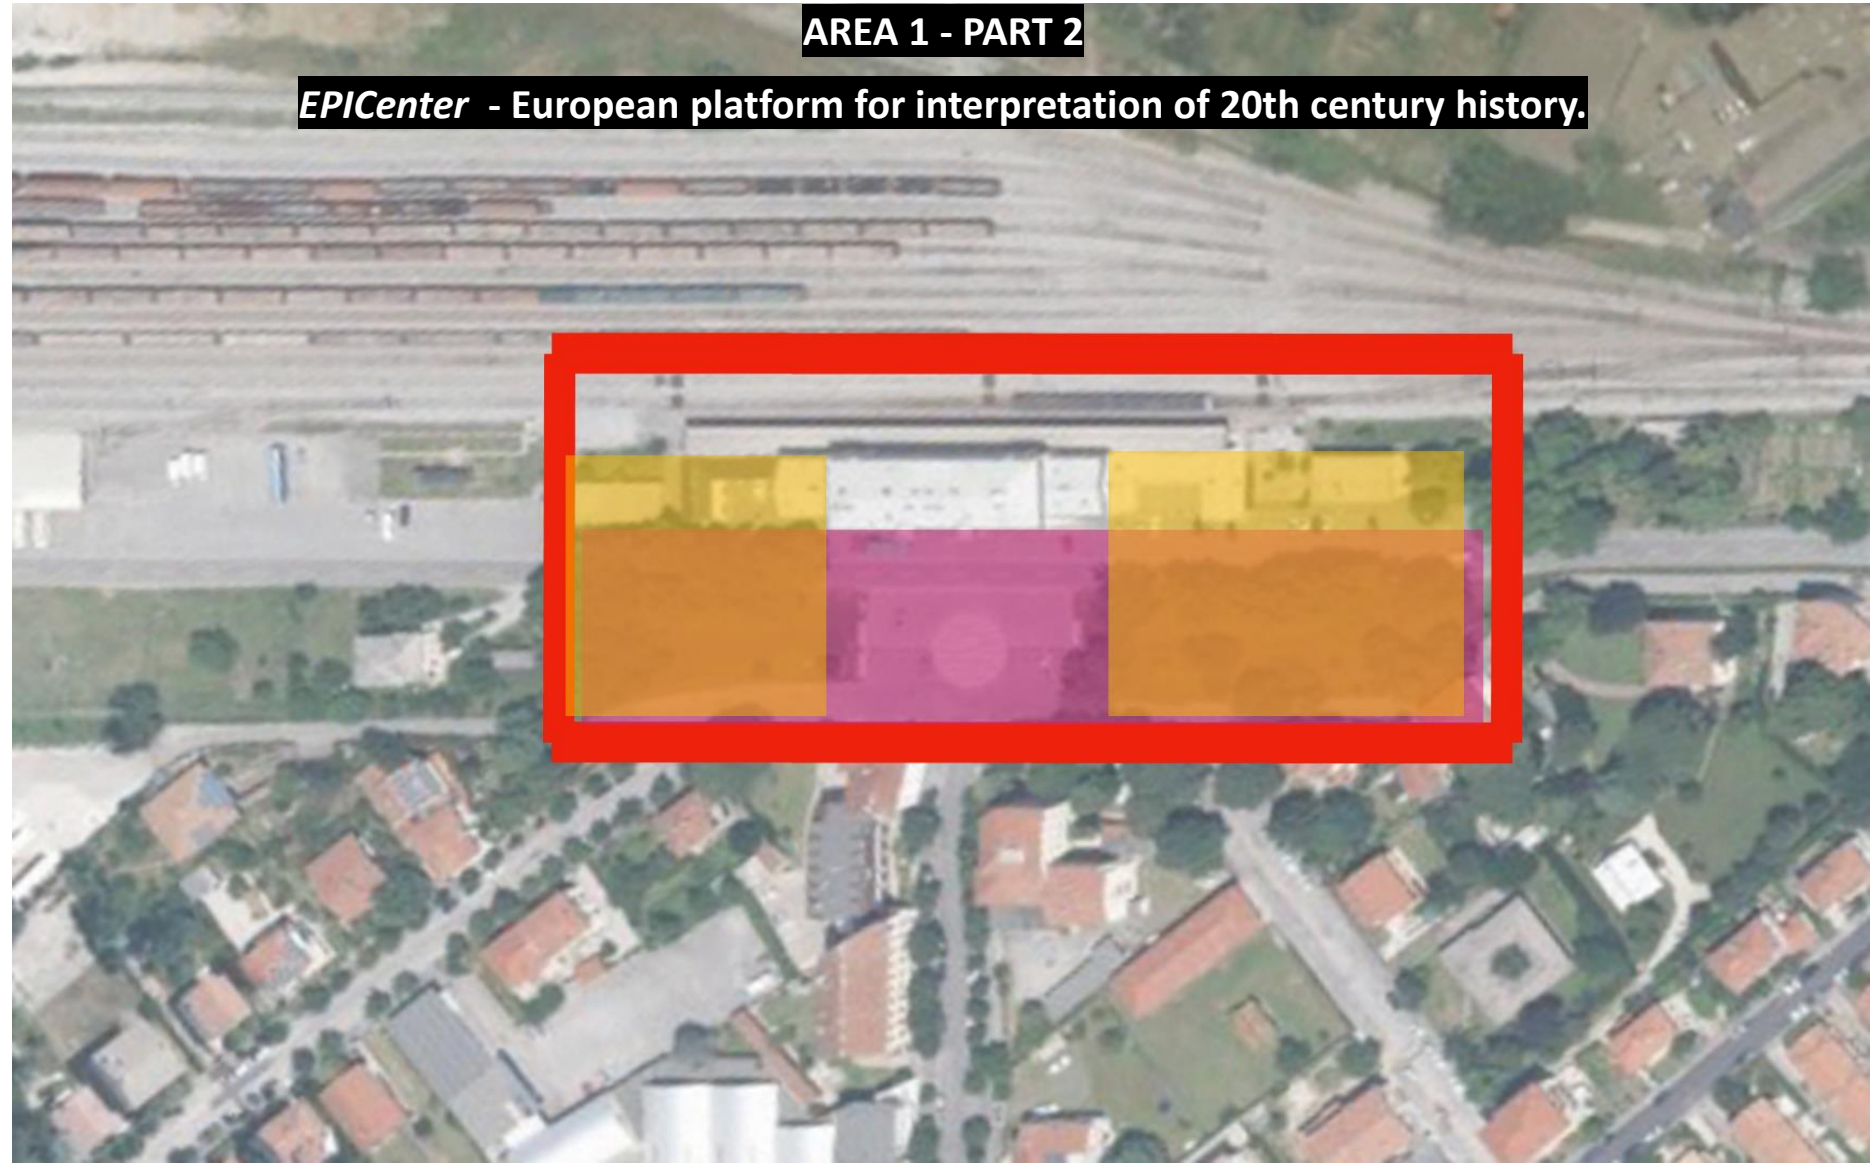 AREA 1 - PART 2
EPICenter - European platform for interpretation of 20th century history.